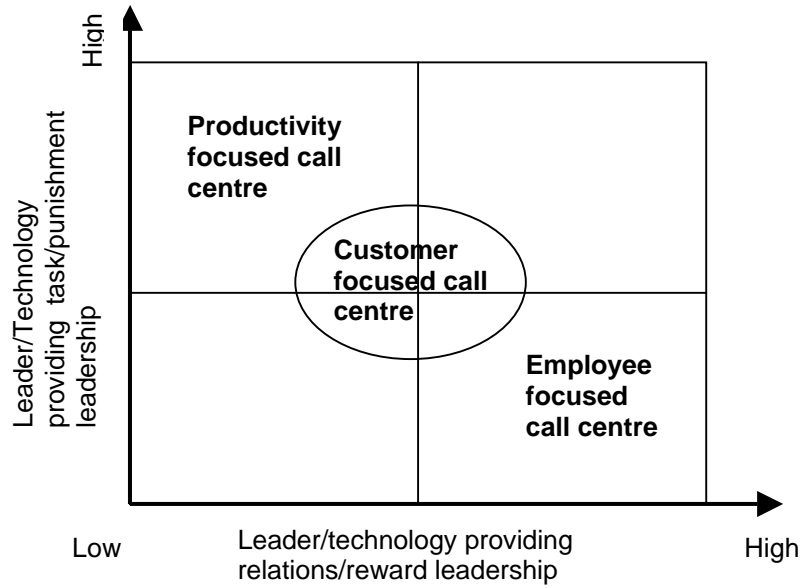 High
Productivity
focused call
centre
Customer
focused call
centre
Employee
focused
call centre
Leader/Technology
providing task/punishment
leadership
Low
Leader/technology providing
relations/reward leadership
High